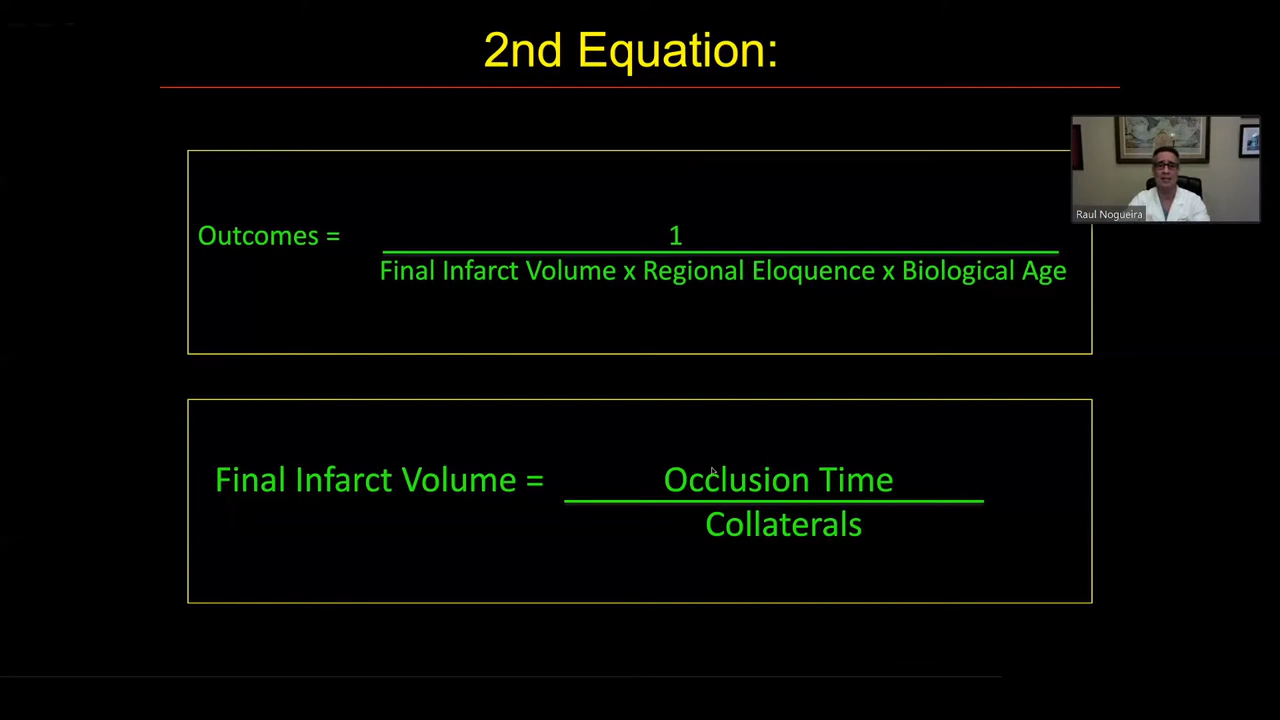 2nd Equation:
Raul Nogueira
Outcomes =
1
Final Infarct Volume x Regional Eloquence x Biological Age
Final Infarct Volume =
Occlusion Time
Collaterals